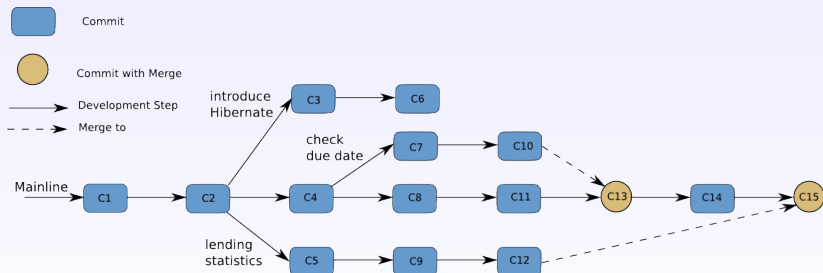 Commit
Commit with Merge
Development Step
Merge to
introduce
Hibernate
C3
C6
check
due date
C7
C10
Mainline
C1
C2
C4
C8
C11
C13
C14
C15
lending
statistics
C5
C9
C12